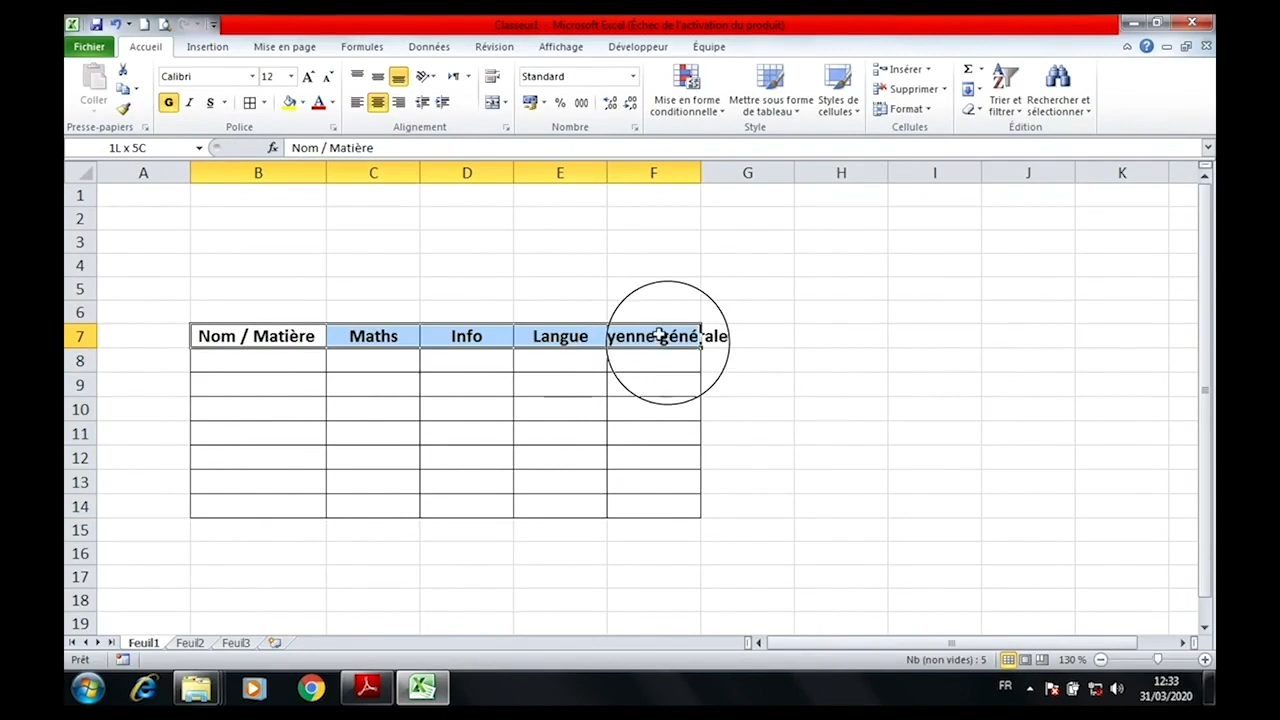 Classeur1 - Microsoft Excel (Échec de l'activation du produit)
Fichier Accueil Insertion Mise en page Formules Données Révision Affichage Développeur Équipe
Coller
Calibri 12
G I S
Standard
% 000
Mise en forme conditionnelle
Mettre sous forme de tableau
Styles de cellules
Insérer
Supprimer
Format
Σ
Trier et filtrer
Rechercher et sélectionner
Presse-papiers Police Alignement Nombre Style Cellules Édition
1L x 5C fx Nom / Matière
A B C D E F G H I J K
1
2
3
4
5
6
7 Nom / Matière Maths Info Langue yenne générale
8
9
10
11
12
13
14
15
16
17
18
19
Feuil1 Feuil2 Feuil3
Prêt Nb (non vides) : 5 130 %
FR 12:33
31/03/2020